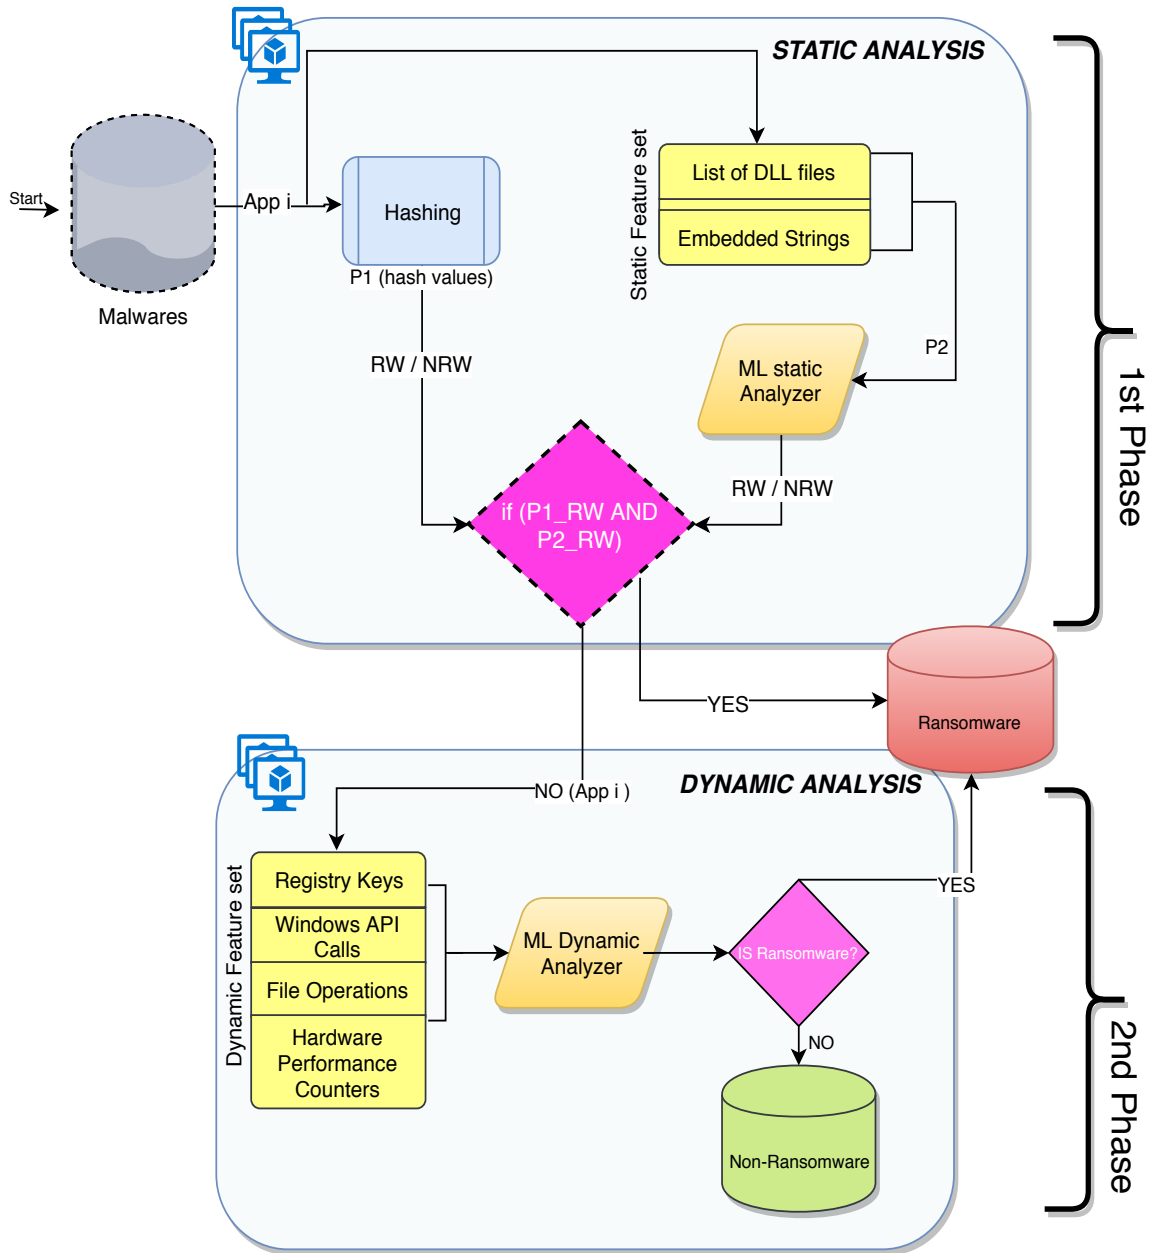 STATIC ANALYSIS
Start
Malwares
App i
Hashing
P1 (hash values)
RW / NRW
Static Feature set
List of DLL files
Embedded Strings
P2
ML static
Analyzer
RW / NRW
if (P1_RW AND
P2_RW)
1st Phase
YES
Ransomware
NO (App i )
DYNAMIC ANALYSIS
Dynamic Feature set
Registry Keys
Windows API
Calls
File Operations
Hardware
Performance
Counters
ML Dynamic
Analyzer
IS Ransomware?
YES
NO
Non-Ransomware
2nd Phase